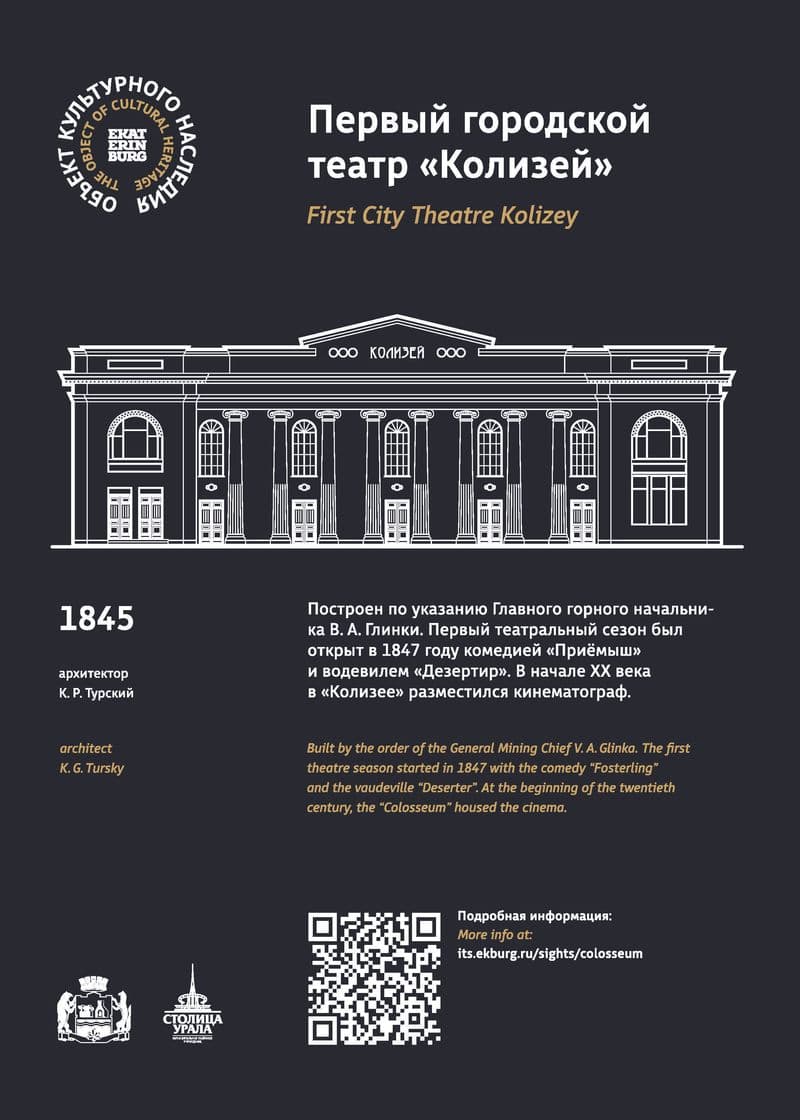 ОБЪЕКТ КУЛЬТУРНОГО НАСЛЕДИЯ
THE OBJECT OF CULTURAL HERITAGE
EKAT
ERIN
BURG
Первый городской
театр «Колизей»
First City Theatre Kolizey
КОЛИЗЕЙ
1845
архитектор
К. Р. Турский
architect
K. G. Tursky
Построен по указанию Главного горного начальни-
ка В. А. Глинки. Первый театральный сезон был
открыт в 1847 году комедией «Приёмыш»
и водевилем «Дезертир». В начале XX века
в «Колизее» разместился кинематограф.
Built by the order of the General Mining Chief V. A. Glinka. The first
theatre season started in 1847 with the comedy “Fosterling”
and the vaudeville “Deserter”. At the beginning of the twentieth
century, the “Colosseum” housed the cinema.
Подробная информация:
More info at:
its.ekburg.ru/sights/colosseum
СТОЛИЦА
УРАЛА